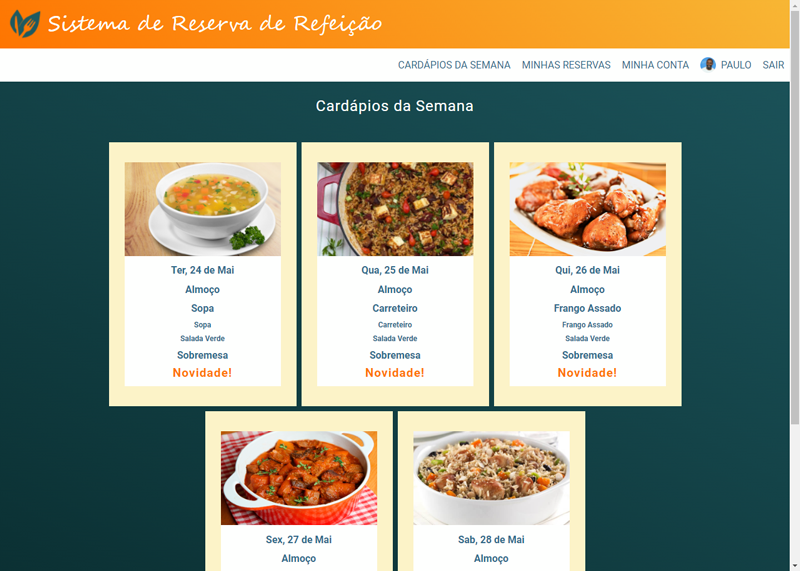 Sistema de Reserva de Refeição
CARDÁPIOS DA SEMANA MINHAS RESERVAS MINHA CONTA PAULO SAIR
Cardápios da Semana
Ter, 24 de Mai
Almoço
Sopa
Sopa
Salada Verde
Sobremesa
Novidade!
Qua, 25 de Mai
Almoço
Carreteiro
Carreteiro
Salada Verde
Sobremesa
Novidade!
Qui, 26 de Mai
Almoço
Frango Assado
Frango Assado
Salada Verde
Sobremesa
Novidade!
Sex, 27 de Mai
Almoço
Sab, 28 de Mai
Almoço